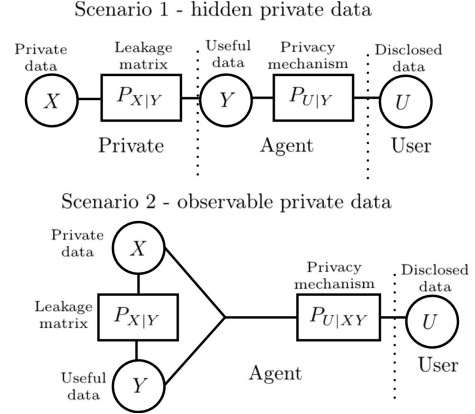 Scenario 1 - hidden private data
Private
data
Leakage
matrix
Useful
data
Privacy
mechanism
Disclosed
data
X
P_{X|Y}
Y
P_{U|Y}
U
Private
Agent
User
Scenario 2 - observable private data
Private
data
X
Leakage
matrix
P_{X|Y}
Useful
data
Y
Privacy
mechanism
Disclosed
data
P_{U|XY}
U
Agent
User